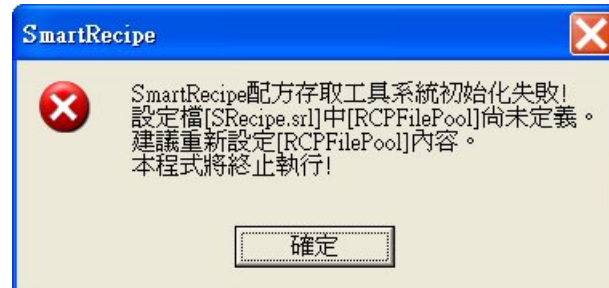 SmartRecipe
SmartRecipe配方存取工具系統初始化失敗!
設定檔[SRecipe.srl]中[RCPFilePool]尚未定義。
建議重新設定[RCPFilePool]內容。
本程式將終止執行!
確定